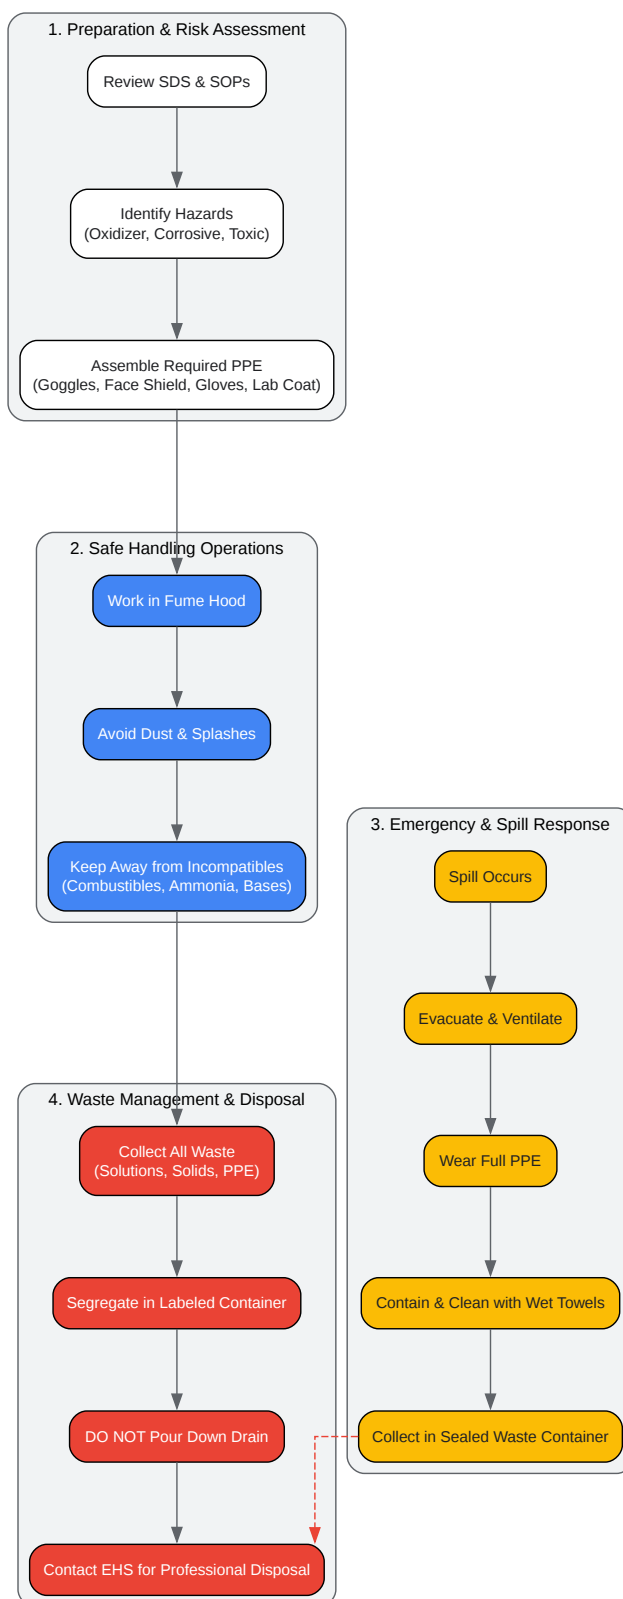 1. Preparation & Risk Assessment
Review SDS & SOPs
Identify Hazards
(Oxidizer, Corrosive, Toxic)
Assemble Required PPE
(Goggles, Face Shield, Gloves, Lab Coat)
2. Safe Handling Operations
Work in Fume Hood
Avoid Dust & Splashes
Keep Away from Incompatibles
(Combustibles, Ammonia, Bases)
3. Emergency & Spill Response
Spill Occurs
Evacuate & Ventilate
Wear Full PPE
Contain & Clean with Wet Towels
Collect in Sealed Waste Container
4. Waste Management & Disposal
Collect All Waste
(Solutions, Solids, PPE)
Segregate in Labeled Container
DO NOT Pour Down Drain
Contact EHS for Professional Disposal